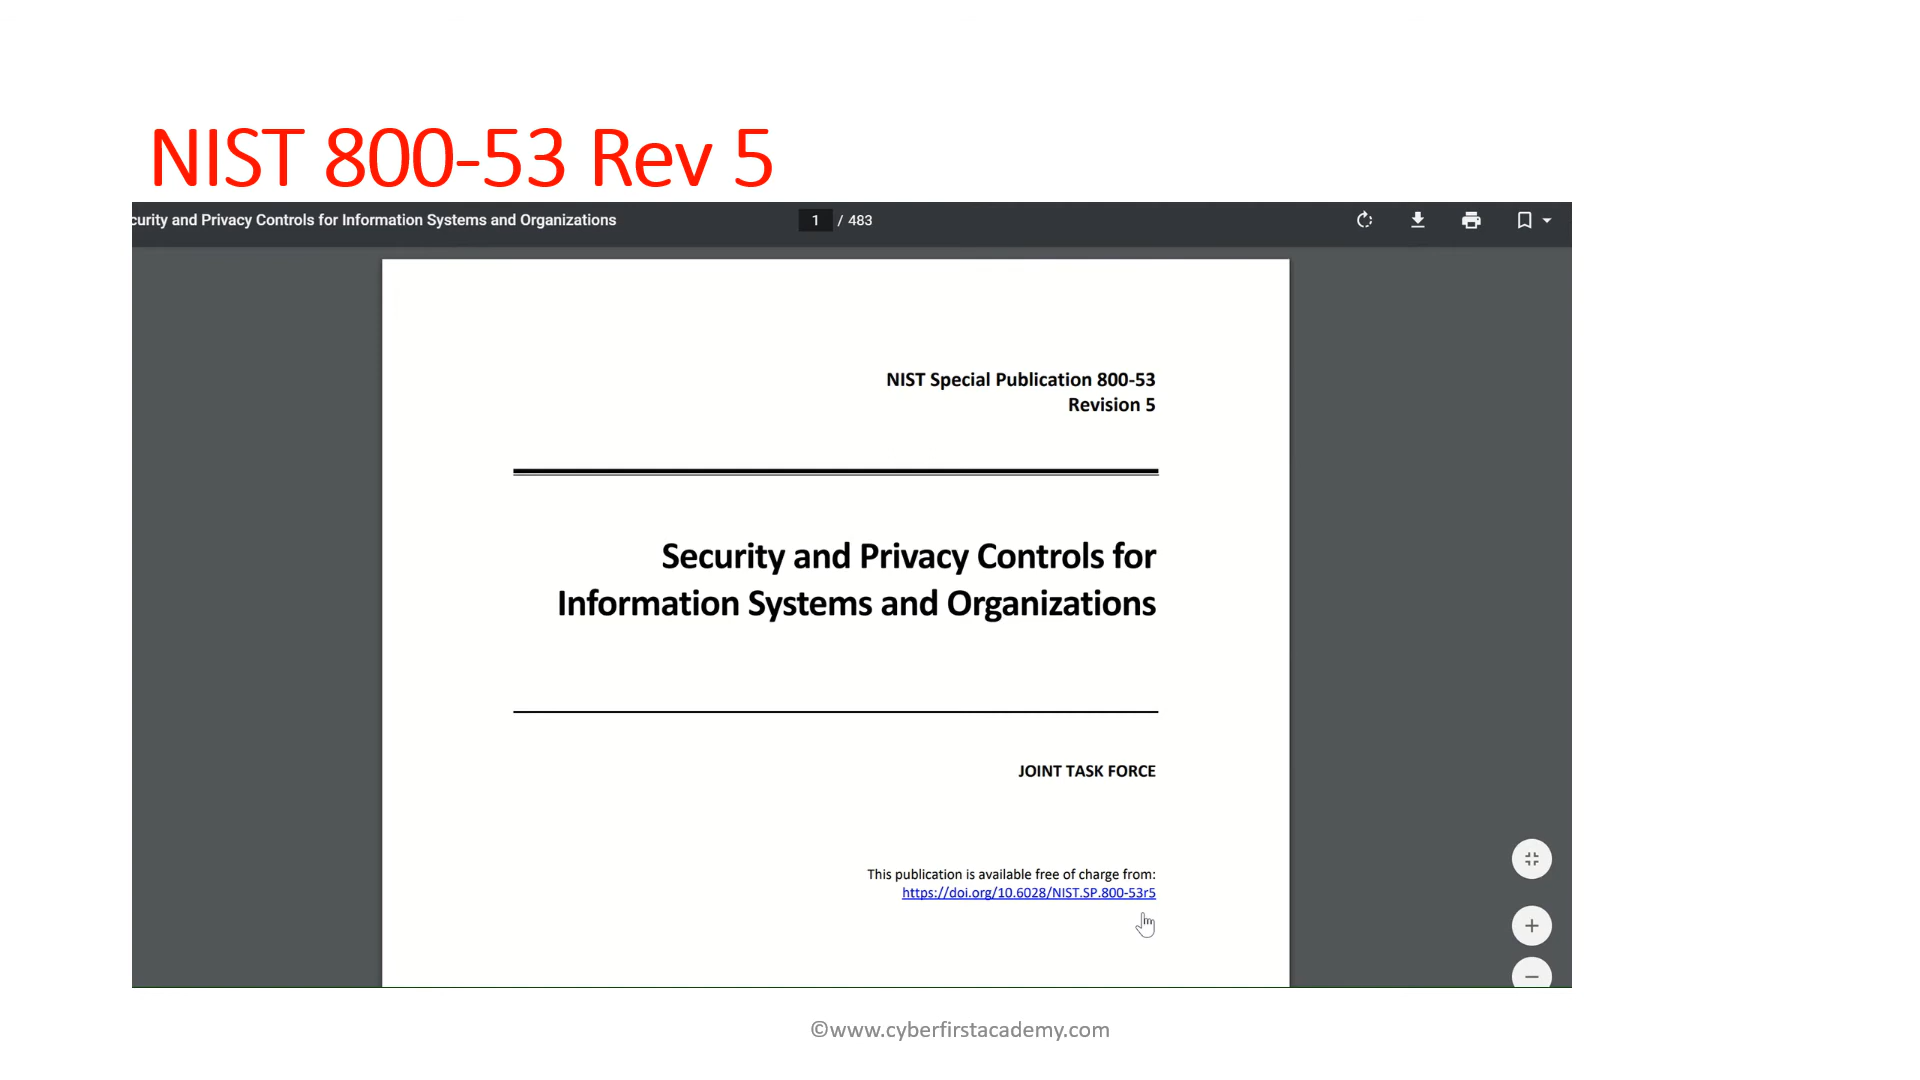 NIST 800-53 Rev 5
curity and Privacy Controls for Information Systems and Organizations
1 / 483
NIST Special Publication 800-53
Revision 5
Security and Privacy Controls for
Information Systems and Organizations
JOINT TASK FORCE
This publication is available free of charge from:
https://doi.org/10.6028/NIST.SP.800-53r5
©www.cyberfirstacademy.com